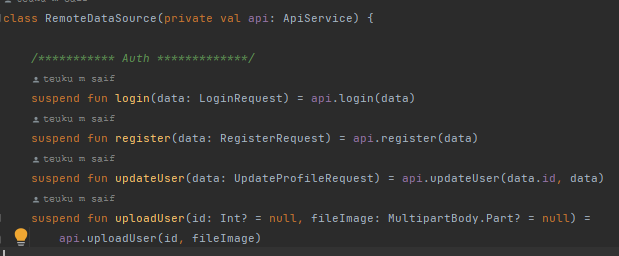 class RemoteDataSource(private val api: ApiService) {
/*********** Auth *************/
teuku m saif
suspend fun login(data: LoginRequest) = api.login(data)
teuku m saif
suspend fun register(data: RegisterRequest) = api.register(data)
teuku m saif
suspend fun updateUser(data: UpdateProfileRequest) = api.updateUser(data.id, data)
teuku m saif
suspend fun uploadUser(id: Int? = null, fileImage: MultipartBody.Part? = null) =
api.uploadUser(id, fileImage)